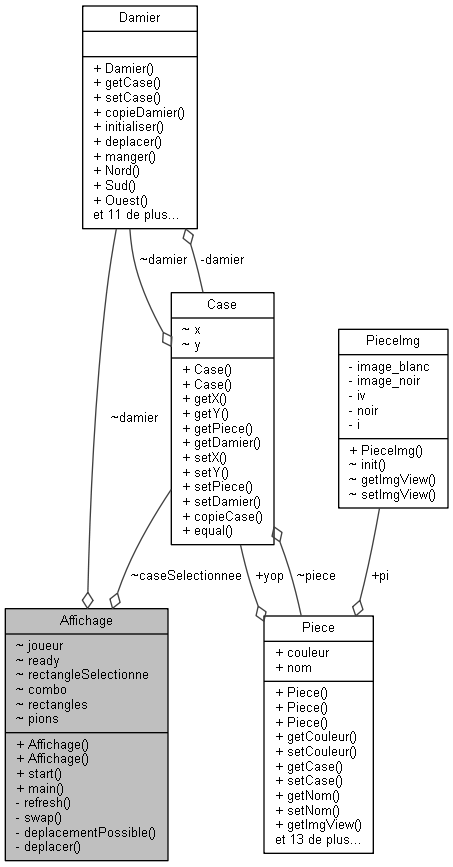 Damier
+ Damier()
+ getCase()
+ setCase()
+ copieDamier()
+ initialiser()
+ deplacer()
+ manger()
+ Nord()
+ Sud()
+ Ouest()
et 11 de plus...
~damier
-damier
Case
~ x
~ y
+ Case()
+ Case()
+ getX()
+ getY()
+ getPiece()
+ getDamier()
+ setX()
+ setY()
+ setPiece()
+ setDamier()
+ copieCase()
+ equal()
PieceImg
- image_blanc
- image_noir
- iv
- noir
- i
+ PieceImg()
~ init()
~ getImgView()
~ setImgView()
~damier
~caseSelectionnee
+yop
~piece
+pi
Affichage
~ joueur
~ ready
~ rectangleSelectionne
~ combo
~ rectangles
~ pions
+ Affichage()
+ Affichage()
+ start()
+ main()
- refresh()
- swap()
- deplacementPossible()
- deplacer()
Piece
+ couleur
+ nom
+ Piece()
+ Piece()
+ Piece()
+ getCouleur()
+ setCouleur()
+ getCase()
+ setCase()
+ getNom()
+ setNom()
+ getImgView()
et 13 de plus...